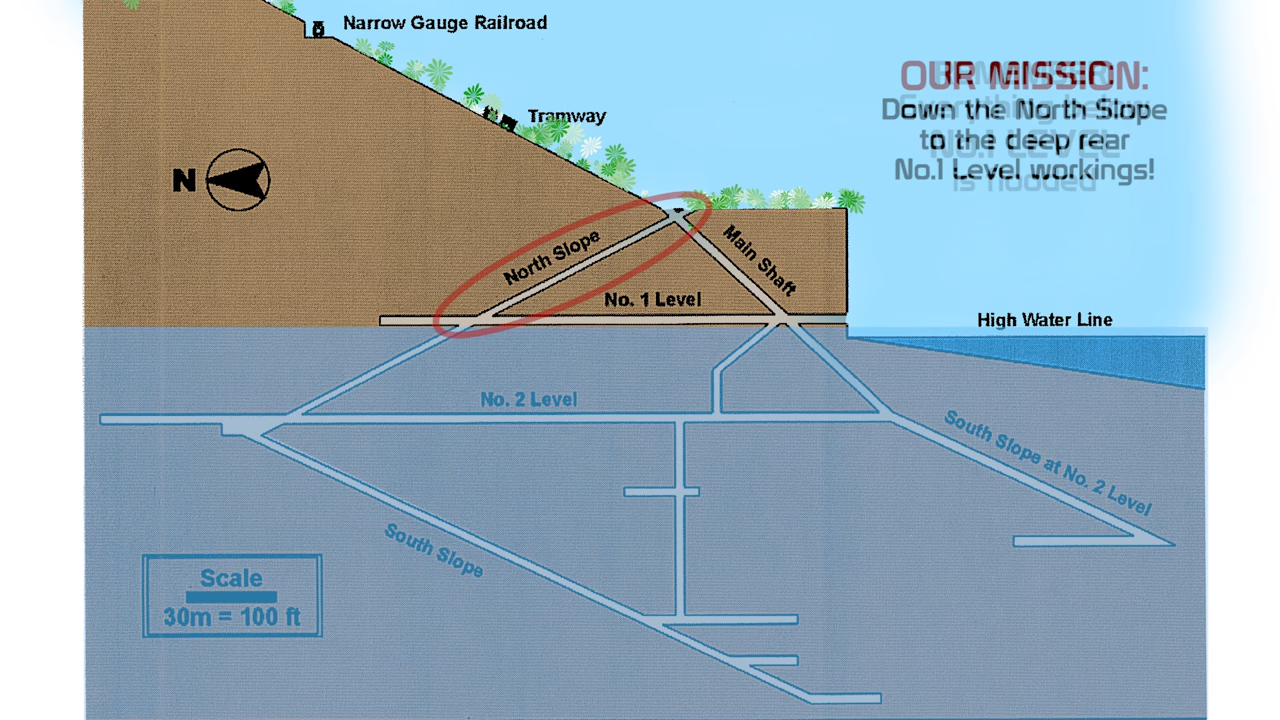 Narrow Gauge Railroad
OUR MISSION:
Down the North Slope
to the deep rear
No.1 Level workings!
Tramway
N
North Slope
Main Shaft
No. 1 Level
High Water Line
No. 2 Level
South Slope at No. 2 Level
South Slope
Scale
30m = 100 ft